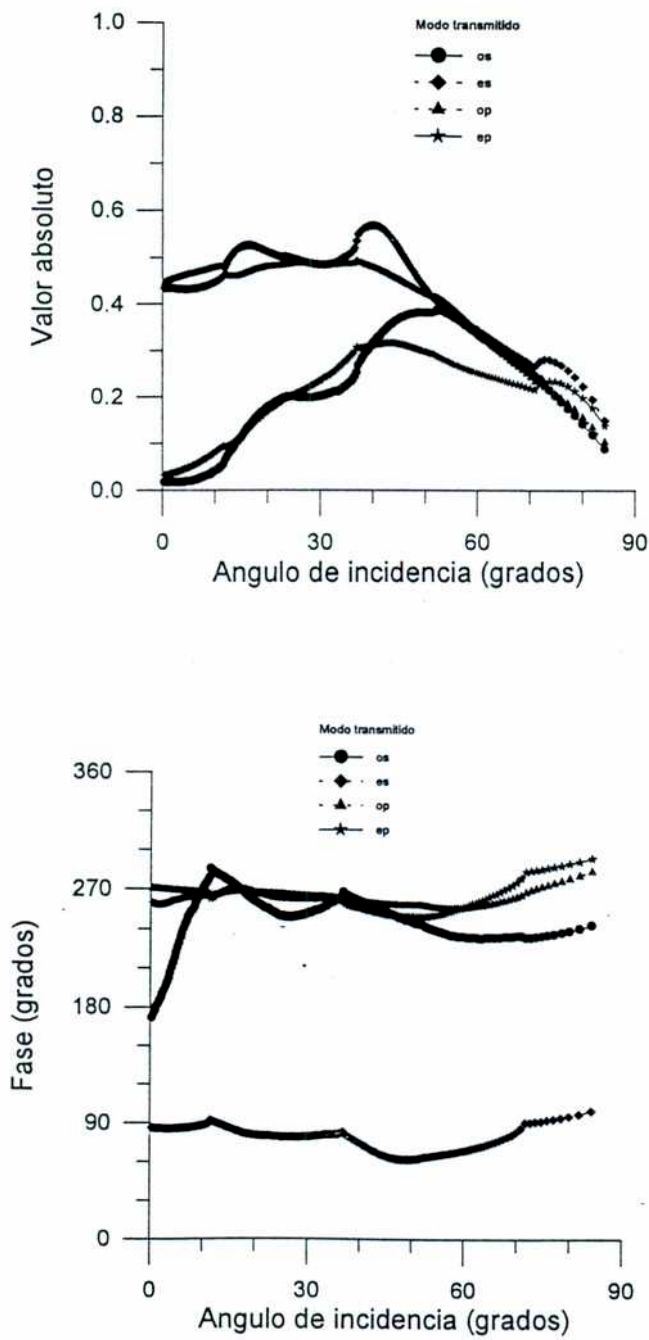 Modo transmitido
os
es
op
ep
1.0
0.8
0.6
0.4
0.2
0.0
Valor absoluto
0 30 60 90
Angulo de incidencia (grados)
Modo transmitido
os
es
op
ep
360
270
180
90
0
Fase (grados)
0 30 60 90
Angulo de incidencia (grados)